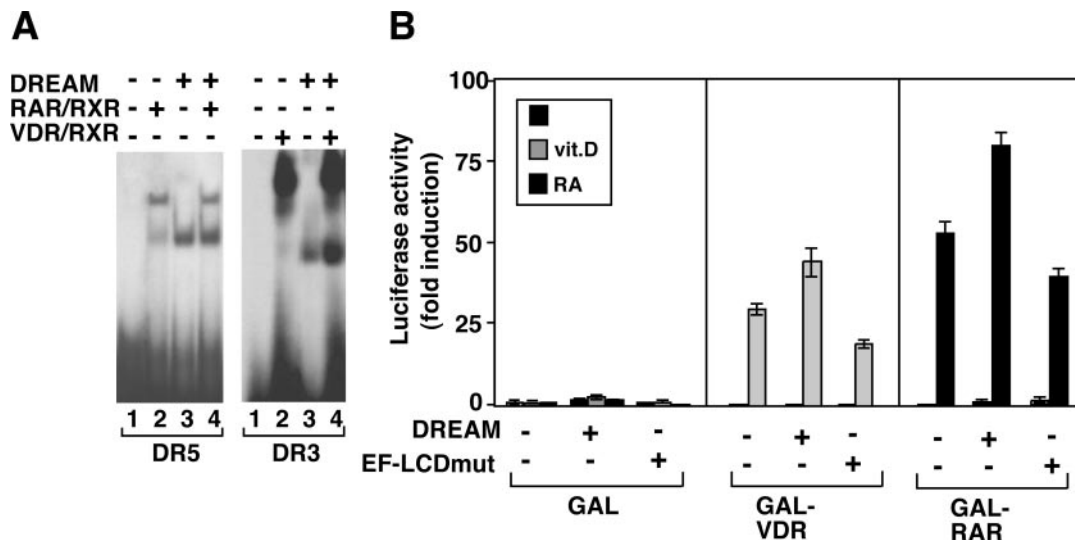 A
DREAM - - + +
RAR/RXR - + - +
VDR/RXR - - - -
- - + +
- + - +
1 2 3 4
DR5
1 2 3 4
DR3
B
Luciferase activity
(fold induction)
100
75
50
25
0
vit.D
RA
DREAM - + - - + - - + -
EF-LCDmut - - + - - + - - +
GAL
GAL-
VDR
GAL-
RAR